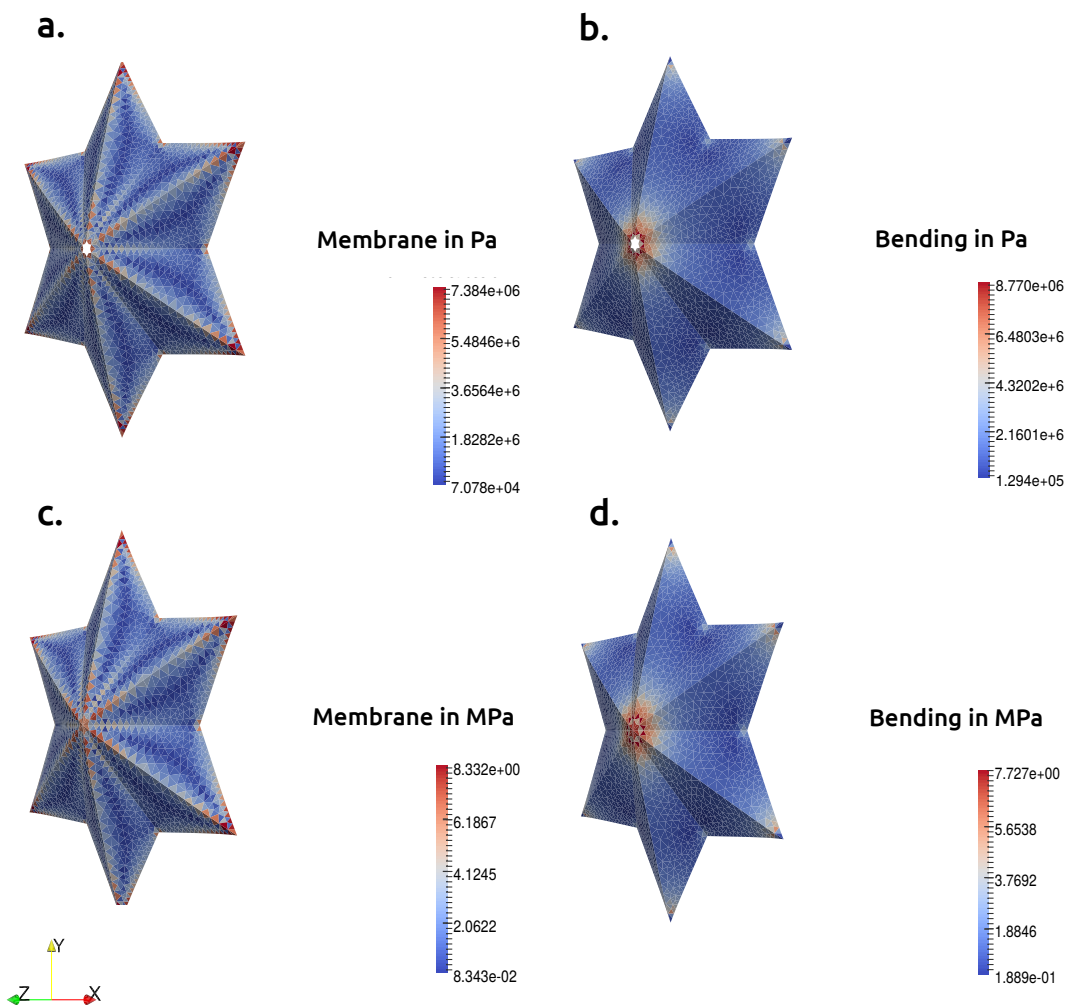 a.
b.
Membrane in Pa
7.384e+06
5.4846e+6
3.6564e+6
1.8282e+6
7.078e+04
Bending in Pa
8.770e+06
6.4803e+6
4.3202e+6
2.1601e+6
1.294e+05
c.
d.
Membrane in MPa
8.332e+00
6.1867
4.1245
2.0622
8.343e-02
Bending in MPa
7.727e+00
5.6538
3.7692
1.8846
1.889e-01
Y
Z
X